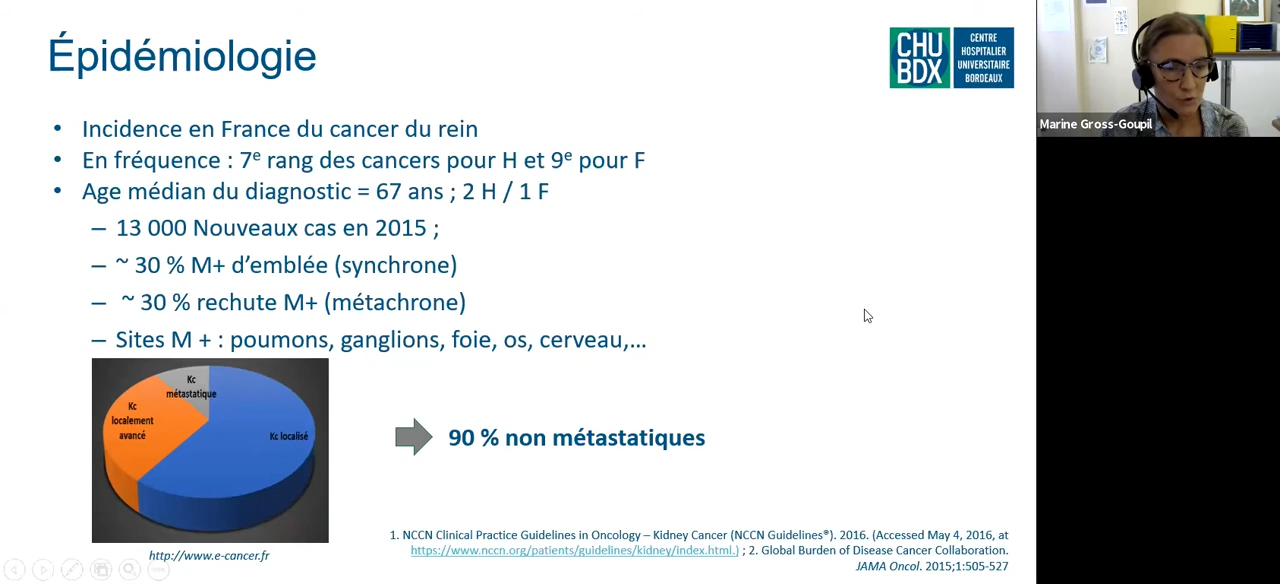 Épidémiologie
CHU
BDX
CENTRE
HOSPITALIER
UNIVERSITAIRE
BORDEAUX
Marine Gross-Goupil
• Incidence en France du cancer du rein
• En fréquence : 7e rang des cancers pour H et 9e pour F
• Age médian du diagnostic = 67 ans ; 2 H / 1 F
– 13 000 Nouveaux cas en 2015 ;
– ~ 30 % M+ d’emblée (synchrone)
– ~ 30 % rechute M+ (métachrone)
– Sites M + : poumons, ganglions, foie, os, cerveau,…
Kc
métastatique
Kc
localement
avancé
Kc localisé
90 % non métastatiques
http://www.e-cancer.fr
1. NCCN Clinical Practice Guidelines in Oncology – Kidney Cancer (NCCN Guidelines®). 2016. (Accessed May 4, 2016, at
https://www.nccn.org/patients/guidelines/kidney/index.html.) ; 2. Global Burden of Disease Cancer Collaboration.
JAMA Oncol. 2015;1:505-527